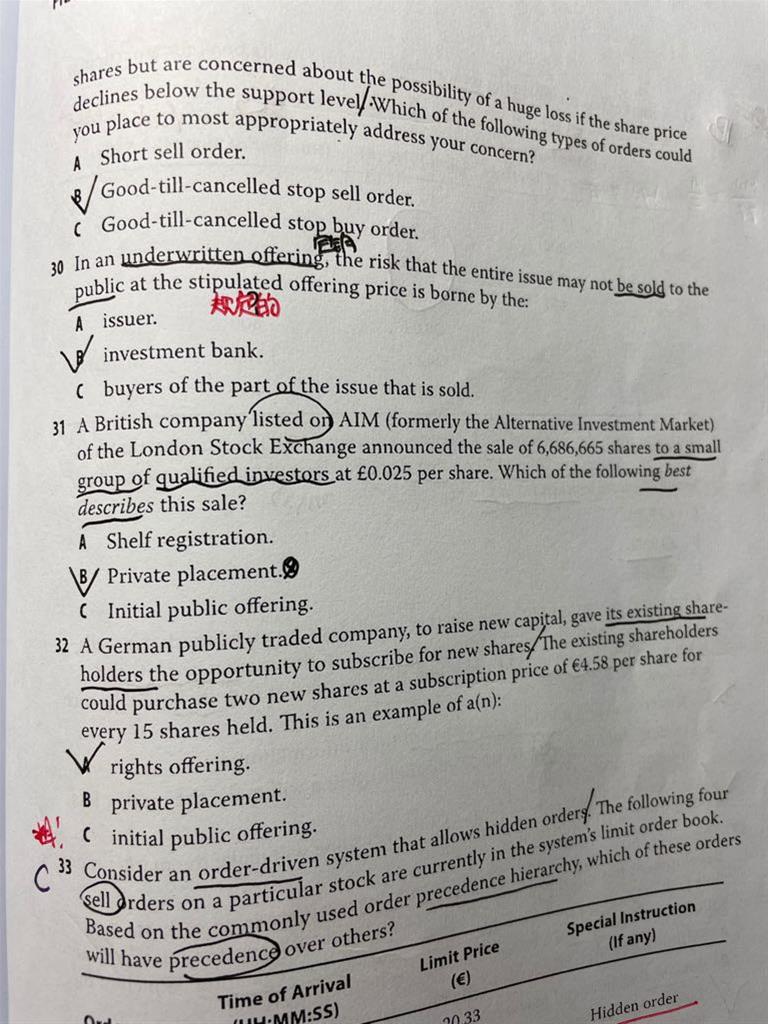 shares but are concerned about the possibility of a huge loss if the share price
declines below the support level. Which of the following types of orders could
you place to most appropriately address your concern?
A Short sell order.
B Good-till-cancelled stop sell order.
C Good-till-cancelled stop buy order.
30 In an underwritten offering, the risk that the entire issue may not be sold to the
public at the stipulated offering price is borne by the:
规定的
A issuer.
B investment bank.
C buyers of the part of the issue that is sold.
31 A British company listed on AIM (formerly the Alternative Investment Market)
of the London Stock Exchange announced the sale of 6,686,665 shares to a small
group of qualified investors at £0.025 per share. Which of the following best
describes this sale?
A Shelf registration.
B Private placement.
C Initial public offering.
32 A German publicly traded company, to raise new capital, gave its existing share-
holders the opportunity to subscribe for new shares. The existing shareholders
could purchase two new shares at a subscription price of €4.58 per share for
every 15 shares held. This is an example of a(n):
A rights offering.
B private placement.
C initial public offering.
C 33 Consider an order-driven system that allows hidden orders. The following four
sell orders on a particular stock are currently in the system's limit order book.
Based on the commonly used order precedence hierarchy, which of these orders
will have precedence over others?
Time of Arrival Limit Price Special Instruction
(HH:MM:SS) (€) (If any)
20.33 Hidden order